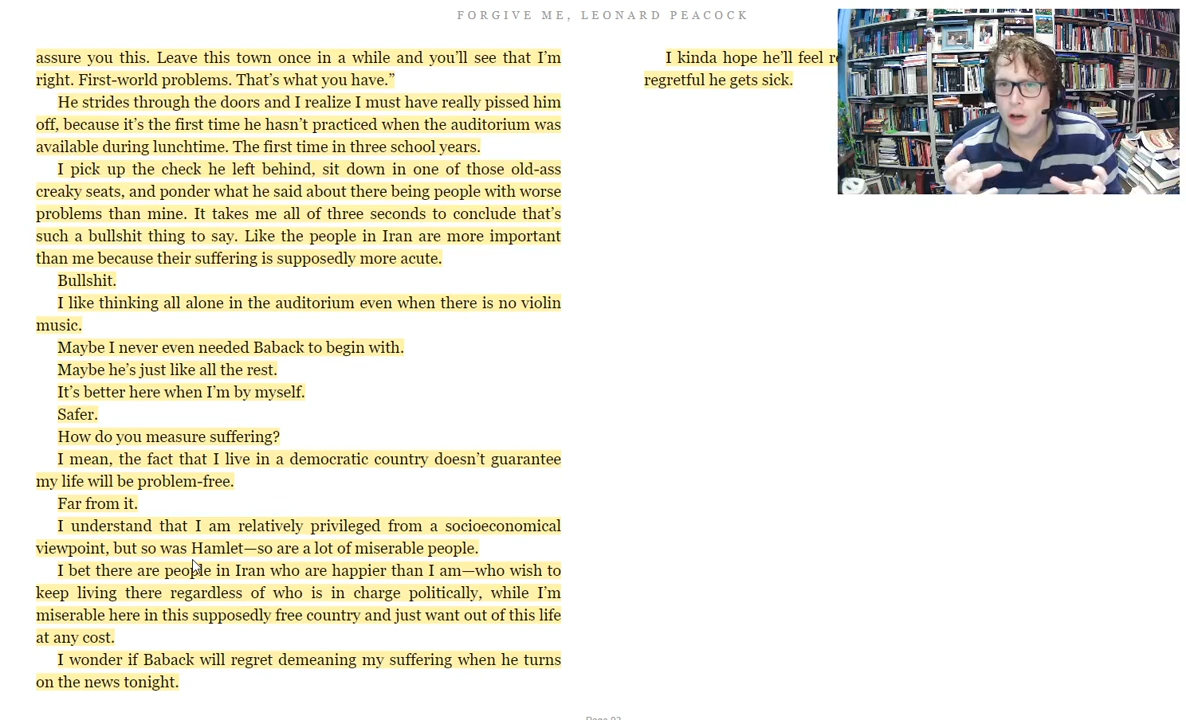 FORGIVE ME, LEONARD PEACOCK
assure you this. Leave this town once in a while and you’ll see that I’m
right. First-world problems. That’s what you have.”
He strides through the doors and I realize I must have really pissed him
off, because it’s the first time he hasn’t practiced when the auditorium was
available during lunchtime. The first time in three school years.
I pick up the check he left behind, sit down in one of those old-ass
creaky seats, and ponder what he said about there being people with worse
problems than mine. It takes me all of three seconds to conclude that’s
such a bullshit thing to say. Like the people in Iran are more important
than me because their suffering is supposedly more acute.
Bullshit.
I like thinking all alone in the auditorium even when there is no violin
music.
Maybe I never even needed Baback to begin with.
Maybe he’s just like all the rest.
It’s better here when I’m by myself.
Safer.
How do you measure suffering?
I mean, the fact that I live in a democratic country doesn’t guarantee
my life will be problem-free.
Far from it.
I understand that I am relatively privileged from a socioeconomical
viewpoint, but so was Hamlet—so are a lot of miserable people.
I bet there are people in Iran who are happier than I am—who wish to
keep living there regardless of who is in charge politically, while I’m
miserable here in this supposedly free country and just want out of this life
at any cost.
I wonder if Baback will regret demeaning my suffering when he turns
on the news tonight.
I kinda hope he’ll feel
regretful he gets sick.